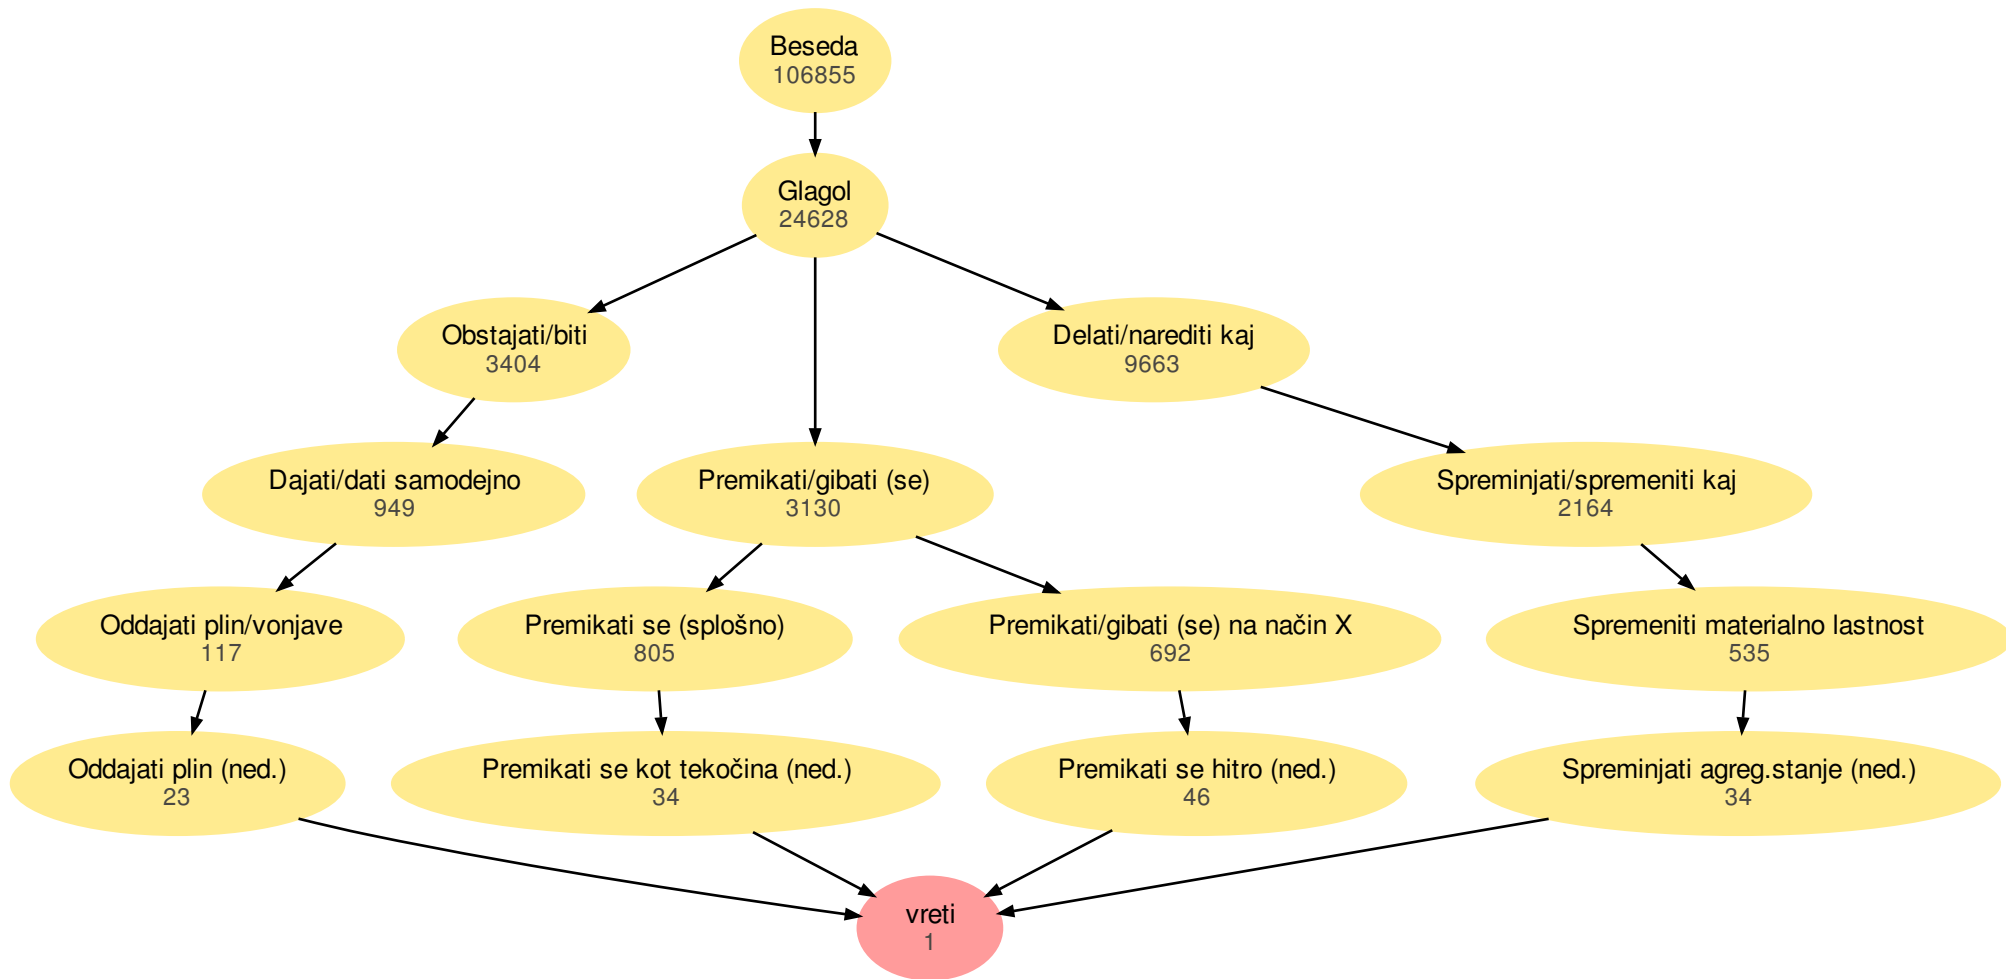 Beseda
106855
Glagol
24628
Obstajati/biti
3404
Delati/narediti kaj
9663
Dajati/dati samodejno
949
Premikati/gibati (se)
3130
Spreminjati/spremeniti kaj
2164
Oddajati plin/vonjave
117
Premikati se (splošno)
805
Premikati/gibati (se) na način X
692
Spremeniti materialno lastnost
535
Oddajati plin (ned.)
23
Premikati se kot tekočina (ned.)
34
Premikati se hitro (ned.)
46
Spreminjati agreg.stanje (ned.)
34
vreti
1